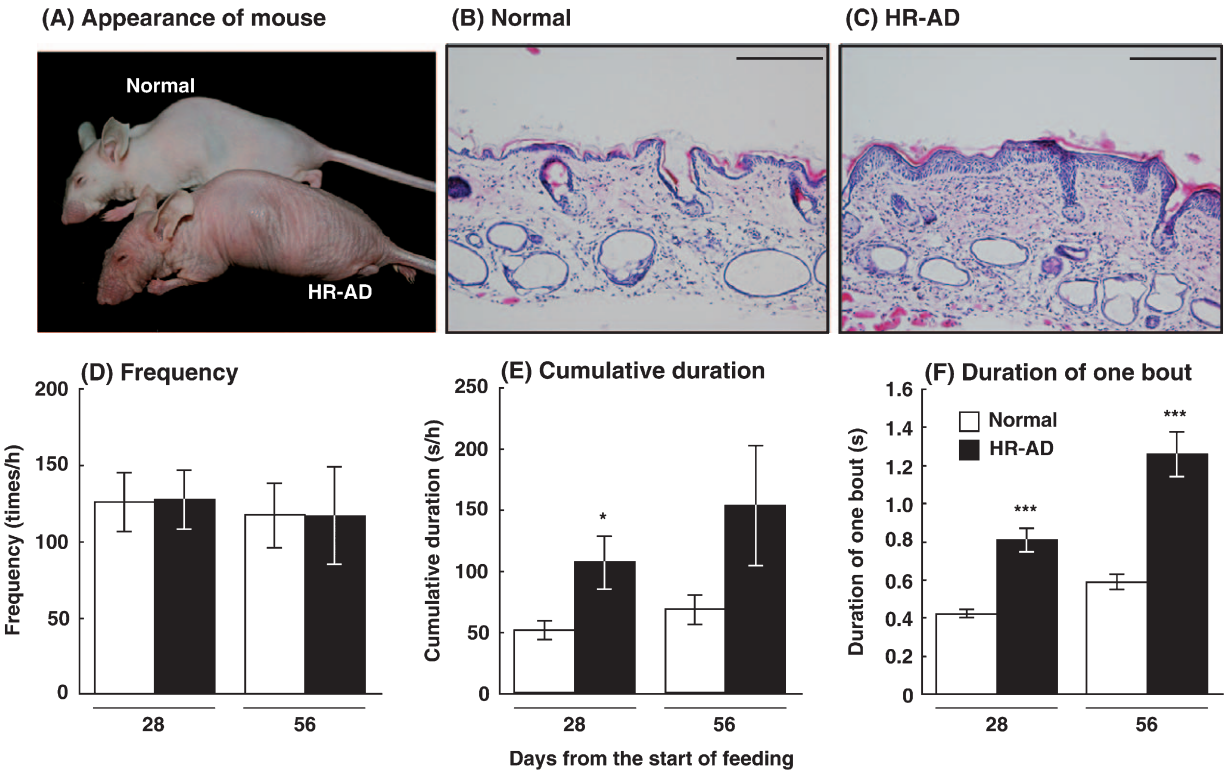 (A) Appearance of mouse
Normal
HR-AD
(B) Normal
(C) HR-AD
(D) Frequency
Frequency (times/h)
200
150
100
50
0
28
56
(E) Cumulative duration
Cumulative duration (s/h)
250
200
150
100
50
0
*
28
56
Days from the start of feeding
(F) Duration of one bout
Duration of one bout (s)
1.6
1.4
1.2
1.0
0.8
0.6
0.4
0.2
0
Normal
HR-AD
***
***
28
56